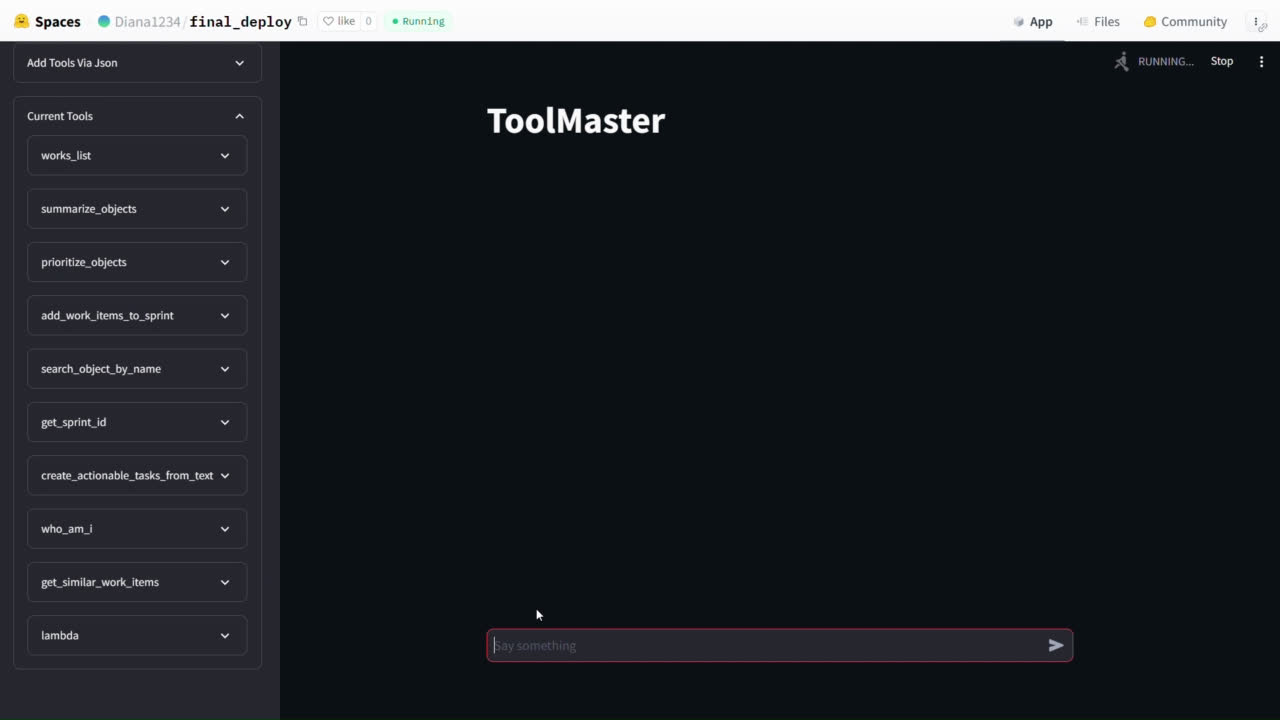 Spaces
Diana1234/final_deploy
like 0
Running
App
Files
Community
Add Tools Via Json
Current Tools
works_list
summarize_objects
prioritize_objects
add_work_items_to_sprint
search_object_by_name
get_sprint_id
create_actionable_tasks_from_text
who_am_i
get_similar_work_items
lambda
RUNNING...
Stop
ToolMaster
Say something